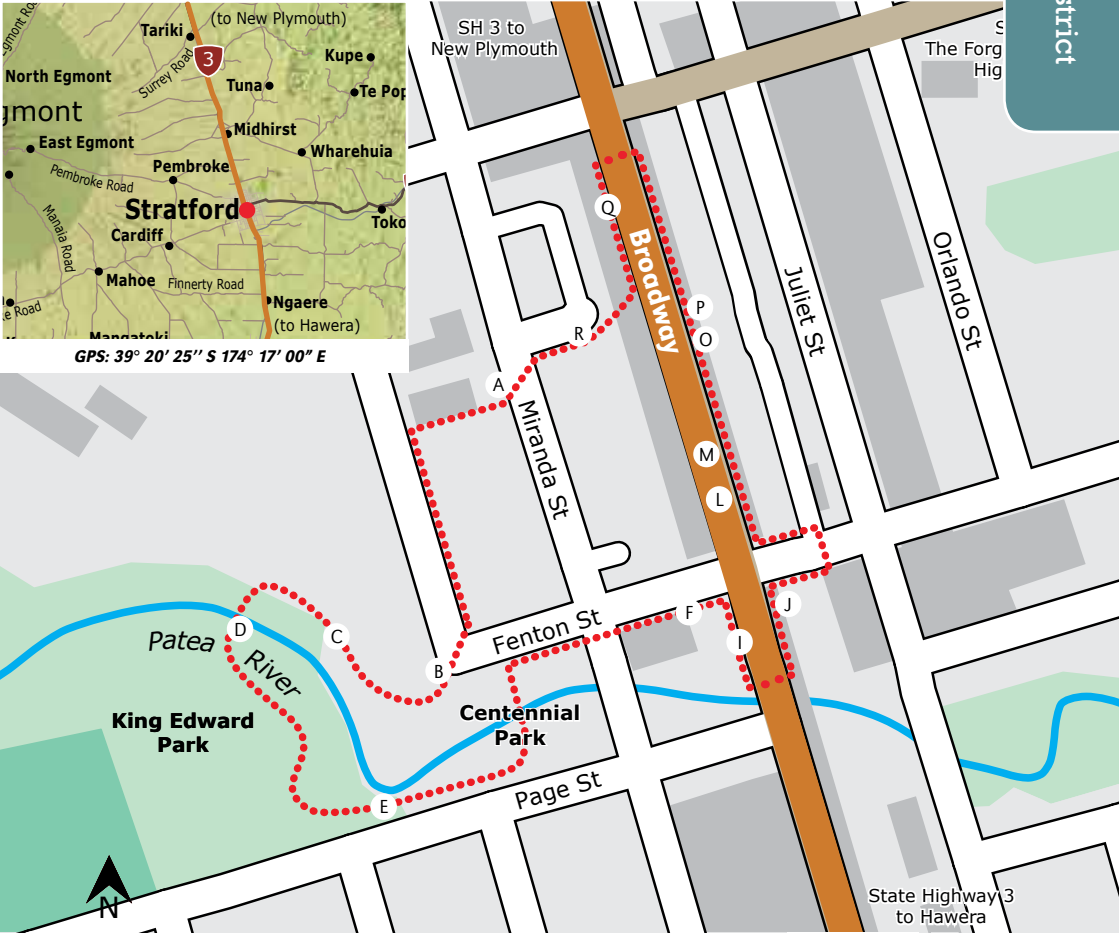 (to New Plymouth)
Tariki
3
Kupe
Surrey Road
North Egmont
Tuna
Te Pop
gmont
Midhirst
East Egmont
Wharehuia
Pembroke
Pembroke Road
Stratford
Toko
Manaia Road
Cardiff
Mahoe
Finnerty Road
Ngaere
(to Hawera)
e Road
Mangatoki
GPS: 39° 20’ 25’’ S 174° 17’ 00” E
SH 3 to
New Plymouth
S
The Forg
Hig
strict
Q
Broadway
Juliet St
Orlando St
P
O
R
A
Miranda St
M
L
J
F
I
Fenton St
D
C
B
Patea
River
King Edward
Park
Centennial
Park
E
Page St
N
State Highway 3
to Hawera